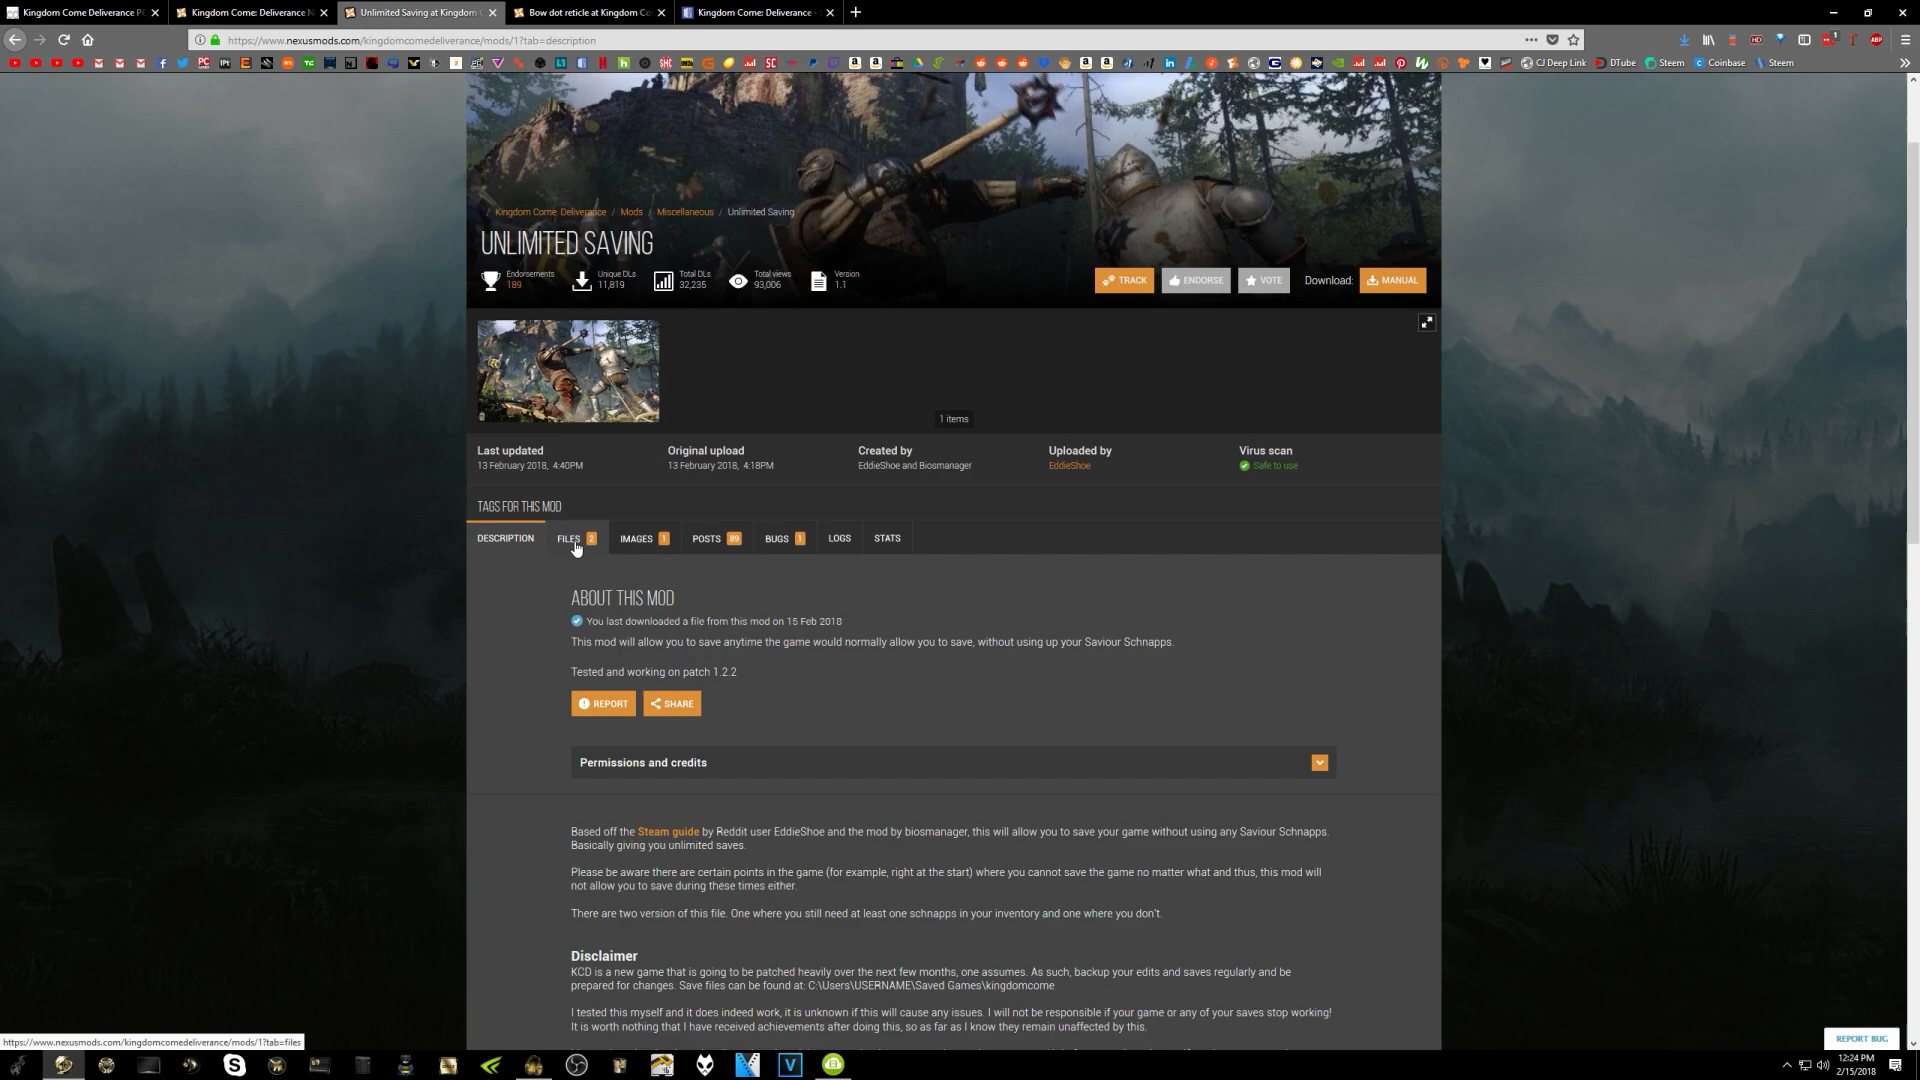 Kingdom Come Deliverance PC
Kingdom Come: Deliverance N
Unlimited Saving at Kingdom C
Bow dot reticle at Kingdom Co
Kingdom Come: Deliverance -
https://www.nexusmods.com/kingdomcomedeliverance/mods/1?tab=description
CJ Deep Link
DTube
Steem
Coinbase
Steem
/ Kingdom Come: Deliverance / Mods / Miscellaneous / Unlimited Saving
UNLIMITED SAVING
Endorsements
189
Unique DLs
11,819
Total DLs
32,235
Total views
93,006
Version
1.1
TRACK
ENDORSE
VOTE
Download:
MANUAL
1 items
Last updated
13 February 2018, 4:40PM
Original upload
13 February 2018, 4:18PM
Created by
EddieShoe and Biosmanager
Uploaded by
EddieShoe
Virus scan
Safe to use
TAGS FOR THIS MOD
DESCRIPTION
FILES 2
IMAGES 1
POSTS 89
BUGS 1
LOGS
STATS
ABOUT THIS MOD
You last downloaded a file from this mod on 15 Feb 2018
This mod will allow you to save anytime the game would normally allow you to save, without using up your Saviour Schnapps.
Tested and working on patch 1.2.2
REPORT
SHARE
Permissions and credits
Based off the Steam guide by Reddit user EddieShoe and the mod by biosmanager, this will allow you to save your game without using any Saviour Schnapps.
Basically giving you unlimited saves.
Please be aware there are certain points in the game (for example, right at the start) where you cannot save the game no matter what and thus, this mod will
not allow you to save during these times either.
There are two version of this file. One where you still need at least one schnapps in your inventory and one where you don't.
Disclaimer
KCD is a new game that is going to be patched heavily over the next few months, one assumes. As such, backup your edits and saves regularly and be
prepared for changes. Save files can be found at: C:\Users\USERNAME\Saved Games\kingdomcome
I tested this myself and it does indeed work, it is unknown if this will cause any issues. I will not be responsible if your game or any of your saves stop working!
It is worth nothing that I have received achievements after doing this, so as far as I know they remain unaffected by this.
https://www.nexusmods.com/kingdomcomedeliverance/mods/1?tab=files
REPORT BUG
12:24 PM
2/15/2018